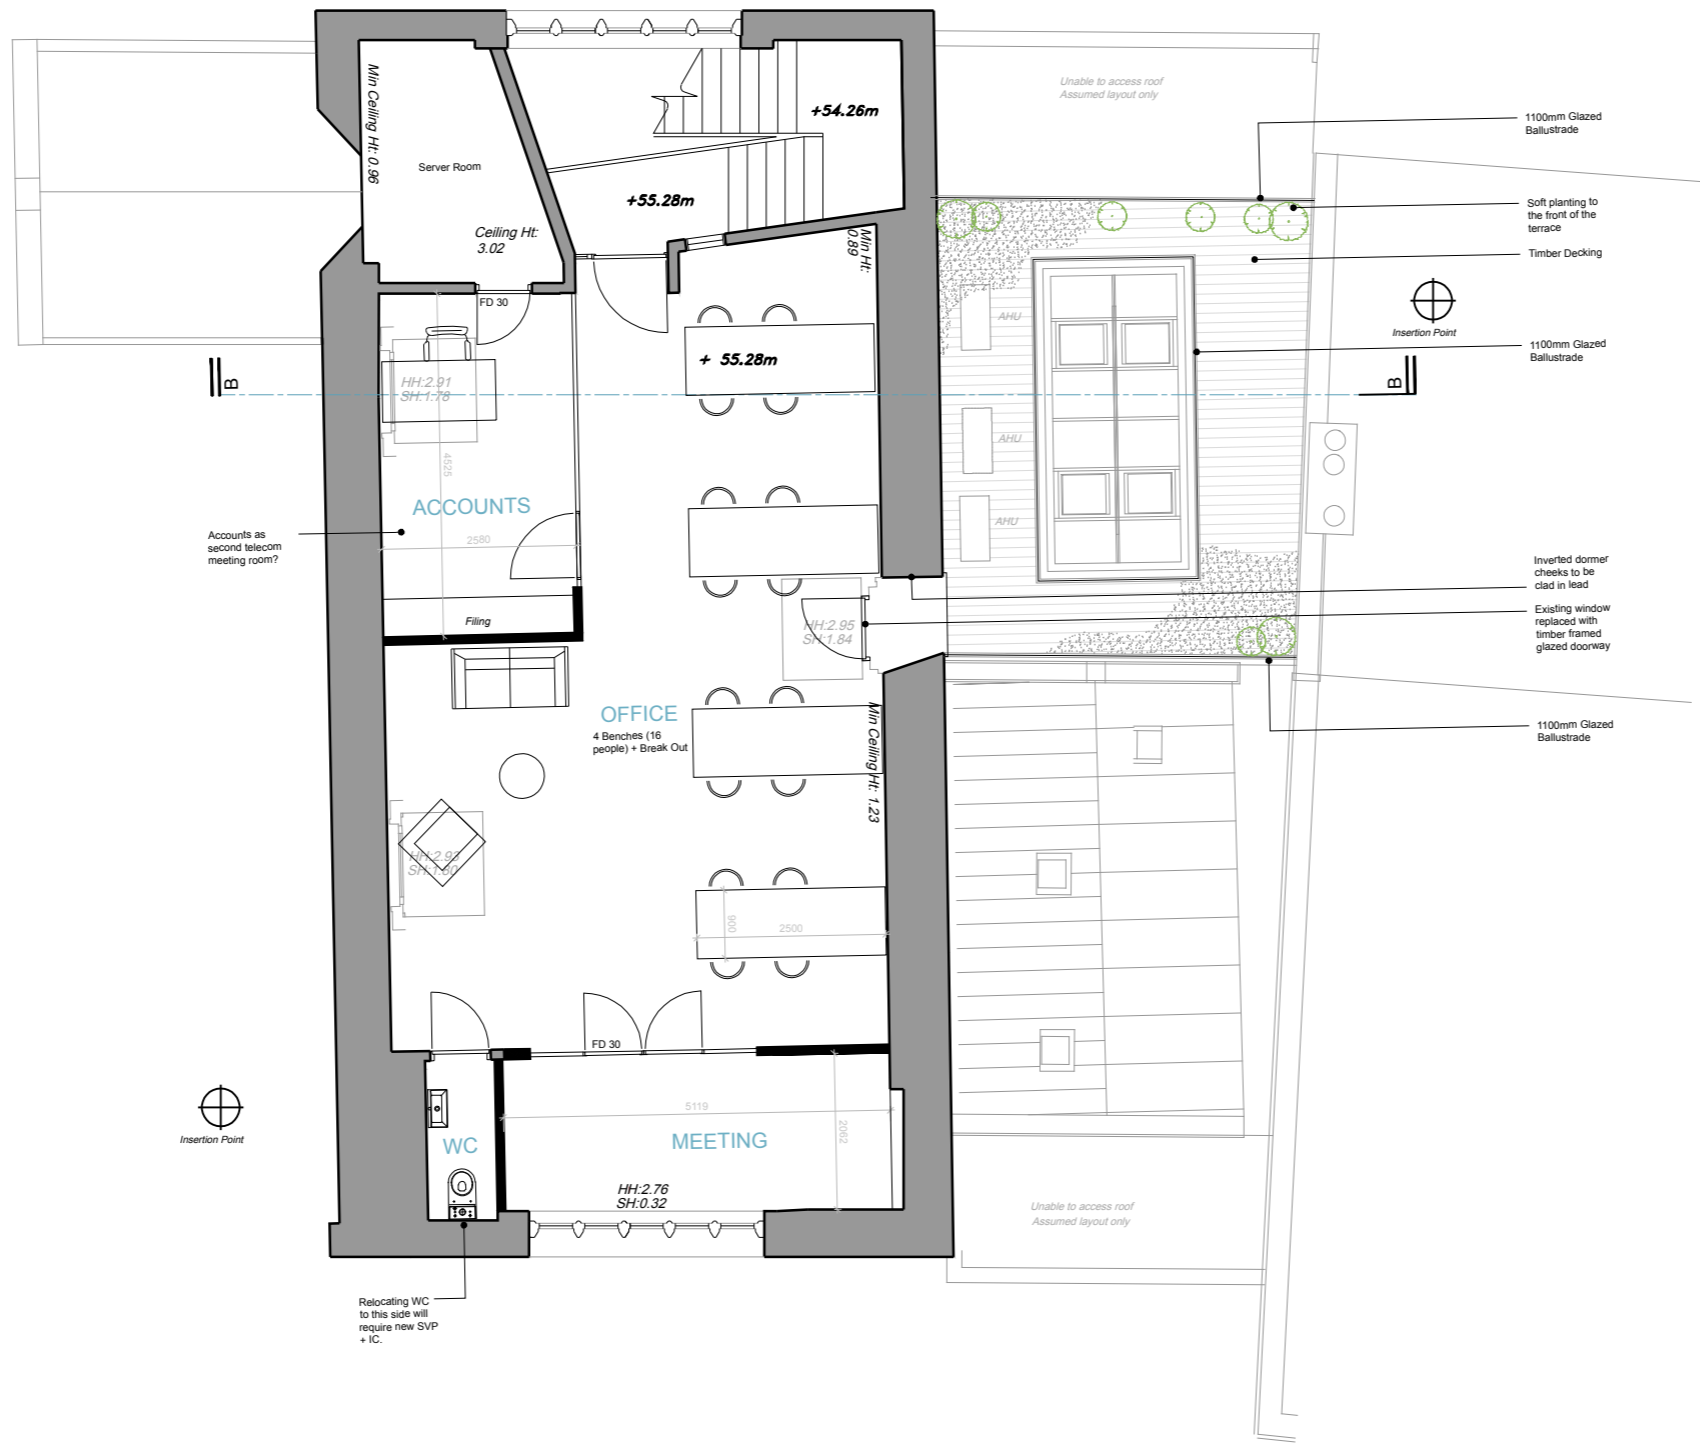 Unable to access roof
Assumed layout only
1100mm Glazed
Ballustrade
Min Ceiling Ht: 0.96
+54.26m
Server Room
+55.28m
Soft planting to
the front of the
terrace
Ceiling Ht:
3.02
Min Ht:
0.89
Timber Decking
FD 30
AHU
Insertion Point
1100mm Glazed
Ballustrade
+ 55.28m
B
HH:2.91
SH:1.78
B
AHU
4525
ACCOUNTS
AHU
Accounts as
second telecom
meeting room?
2580
Inverted dormer
cheeks to be
clad in lead
Filing
HH:2.95
SH:1.84
Existing window
replaced with
timber framed
glazed doorway
OFFICE
4 Benches (16
people) + Break Out
Min Ceiling Ht: 1.23
1100mm Glazed
Ballustrade
HH:2.93
SH:1.80
900
2500
FD 30
5119
2062
Insertion Point
WC
MEETING
HH:2.76
SH:0.32
Unable to access roof
Assumed layout only
Relocating WC
to this side will
require new SVP
+ IC.